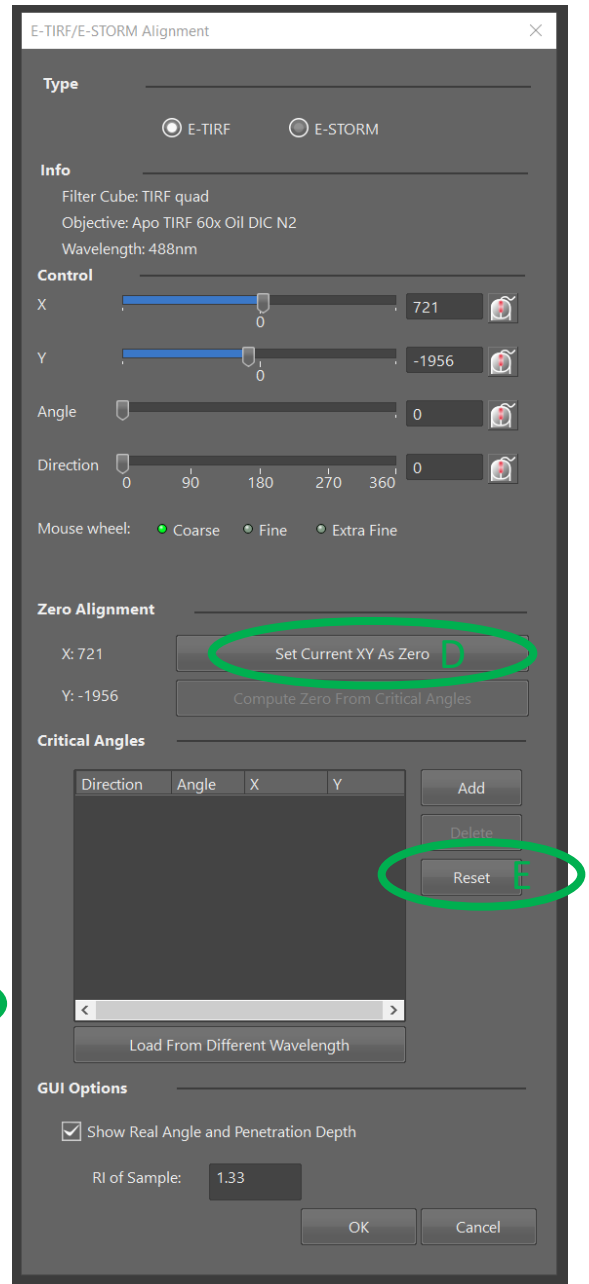 E-TIRF/E-STORM Alignment
Type
E-TIRF E-STORM
Info
Filter Cube: TIRF quad
Objective: Apo TIRF 60x Oil DIC N2
Wavelength: 488nm
Control
X 721
0
Y -1956
0
Angle 0
Direction 0
0 90 180 270 360
Mouse wheel: Coarse Fine Extra Fine
Zero Alignment
X: 721 Set Current XY As Zero D
Y: -1956 Compute Zero From Critical Angles
Critical Angles
Direction Angle X Y Add
Delete
Reset E
Load From Different Wavelength
GUI Options
Show Real Angle and Penetration Depth
RI of Sample: 1.33
OK Cancel